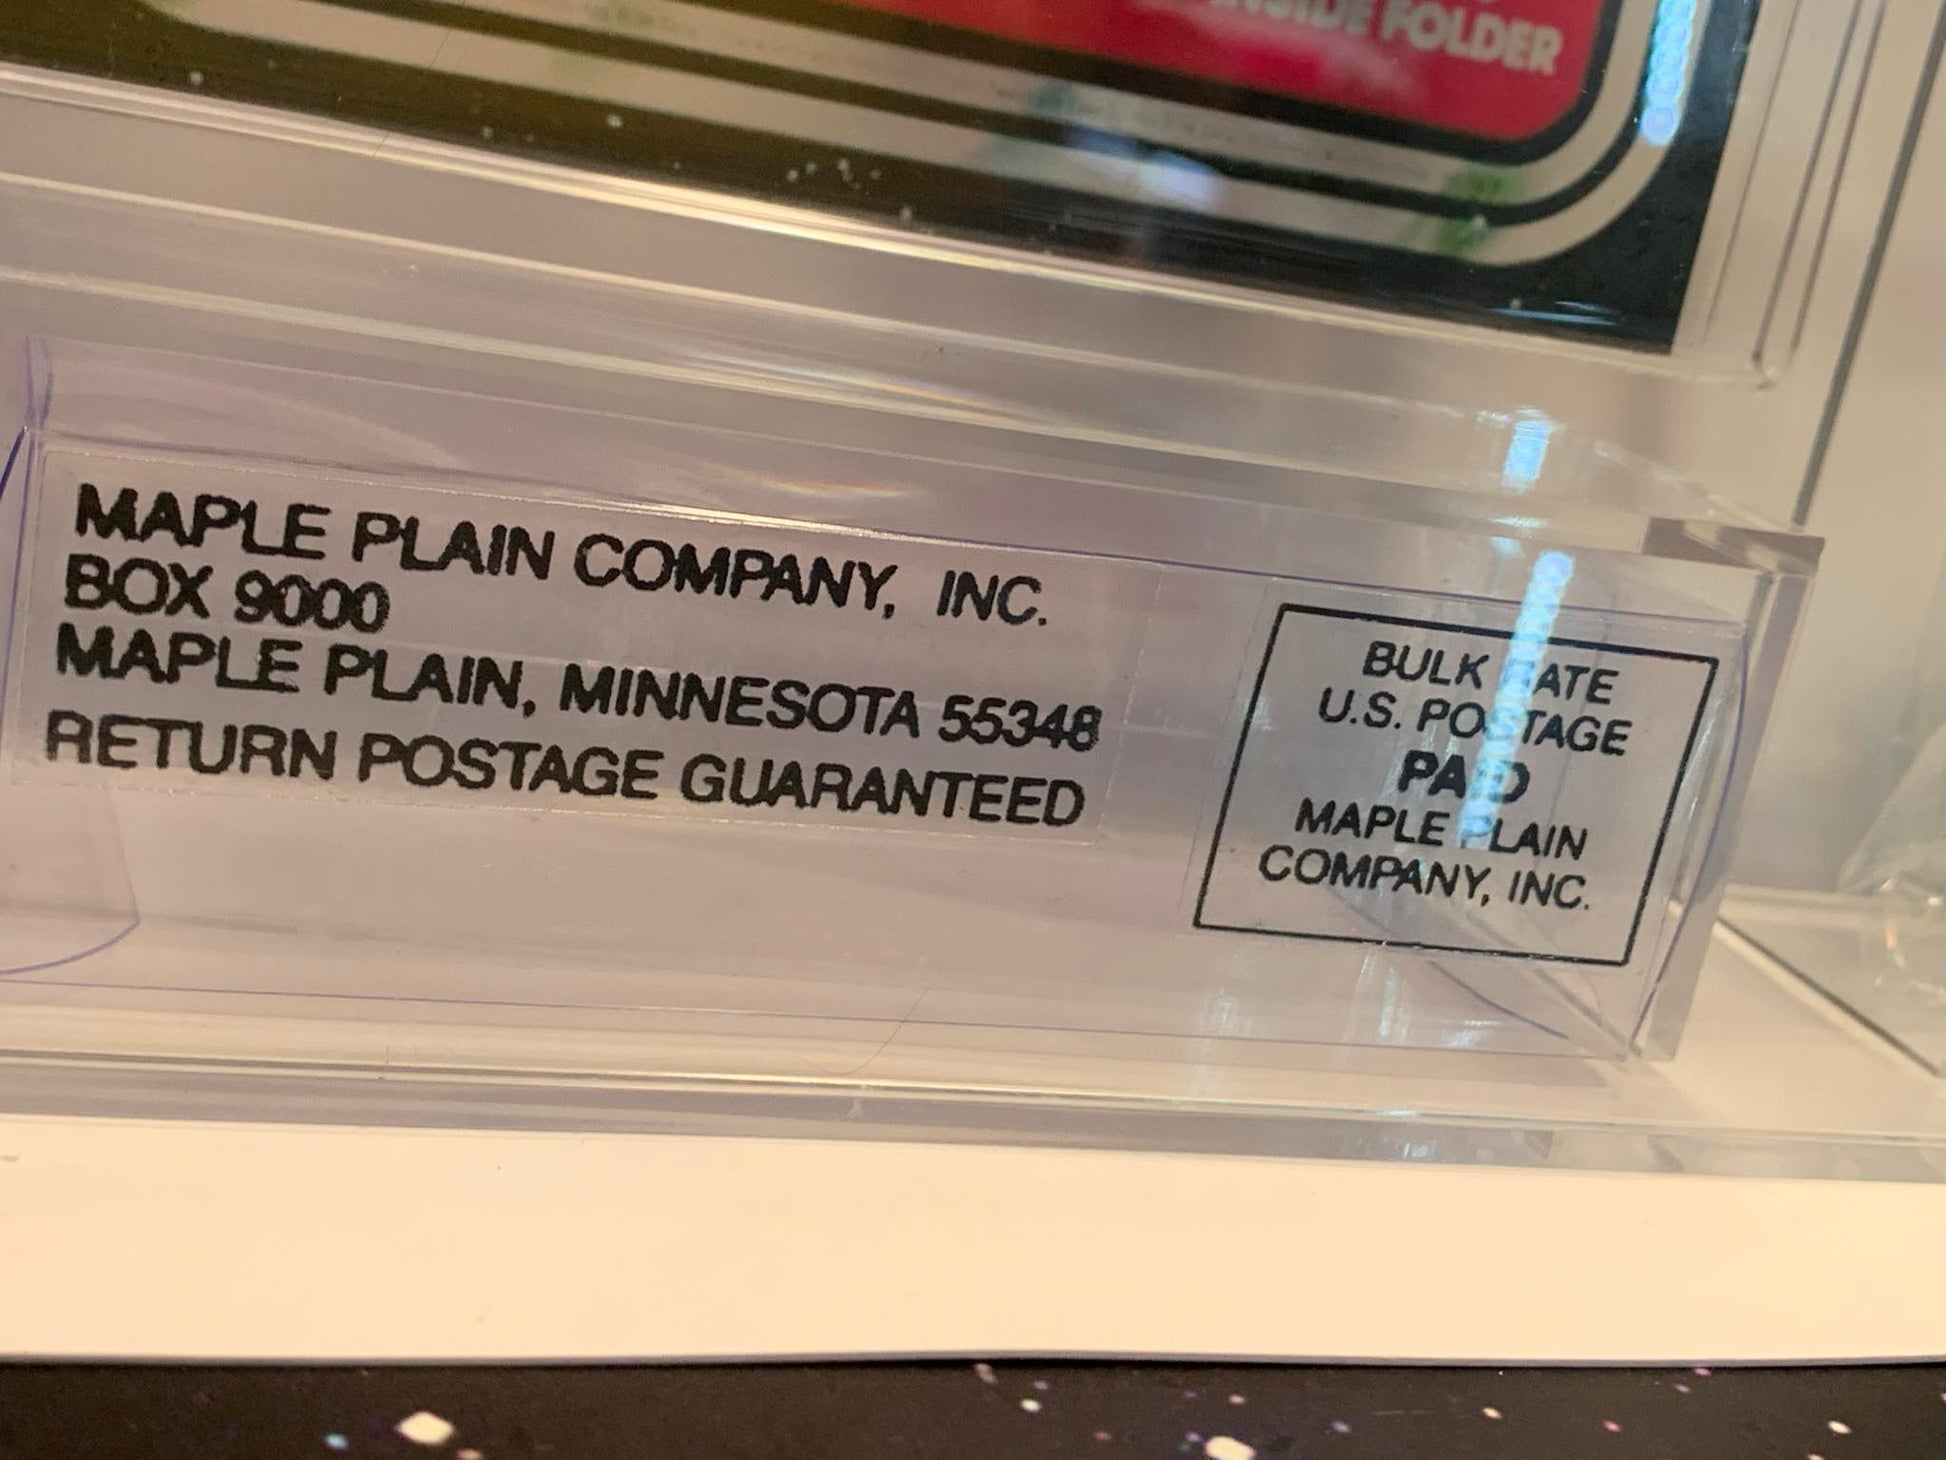 INSIDE FOLDER
MAPLE PLAIN COMPANY, INC.
BOX 9000
MAPLE PLAIN, MINNESOTA 55348
RETURN POSTAGE GUARANTEED
BULK RATE
U.S. POSTAGE
PAID
MAPLE PLAIN
COMPANY, INC.